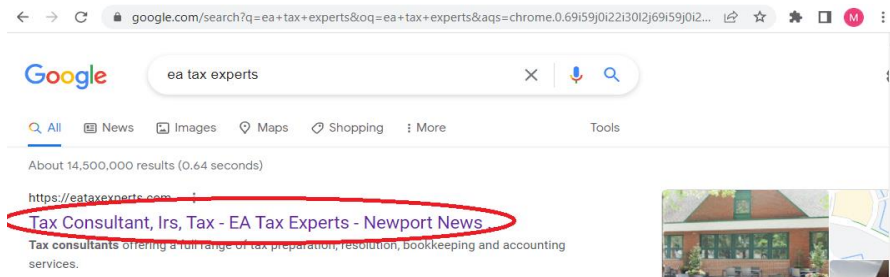 google.com/search?q=ea+tax+experts&oq=ea+tax+experts&aqs=chrome.0.69i59j0i22i30l2j69i59j0i2...
M
Google
ea tax experts
All News Images Maps Shopping More Tools
About 14,500,000 results (0.64 seconds)
https://eataxexperts.com
Tax Consultant, Irs, Tax - EA Tax Experts - Newport News
Tax consultants offering a full range of tax preparation, resolution, bookkeeping and accounting
services.